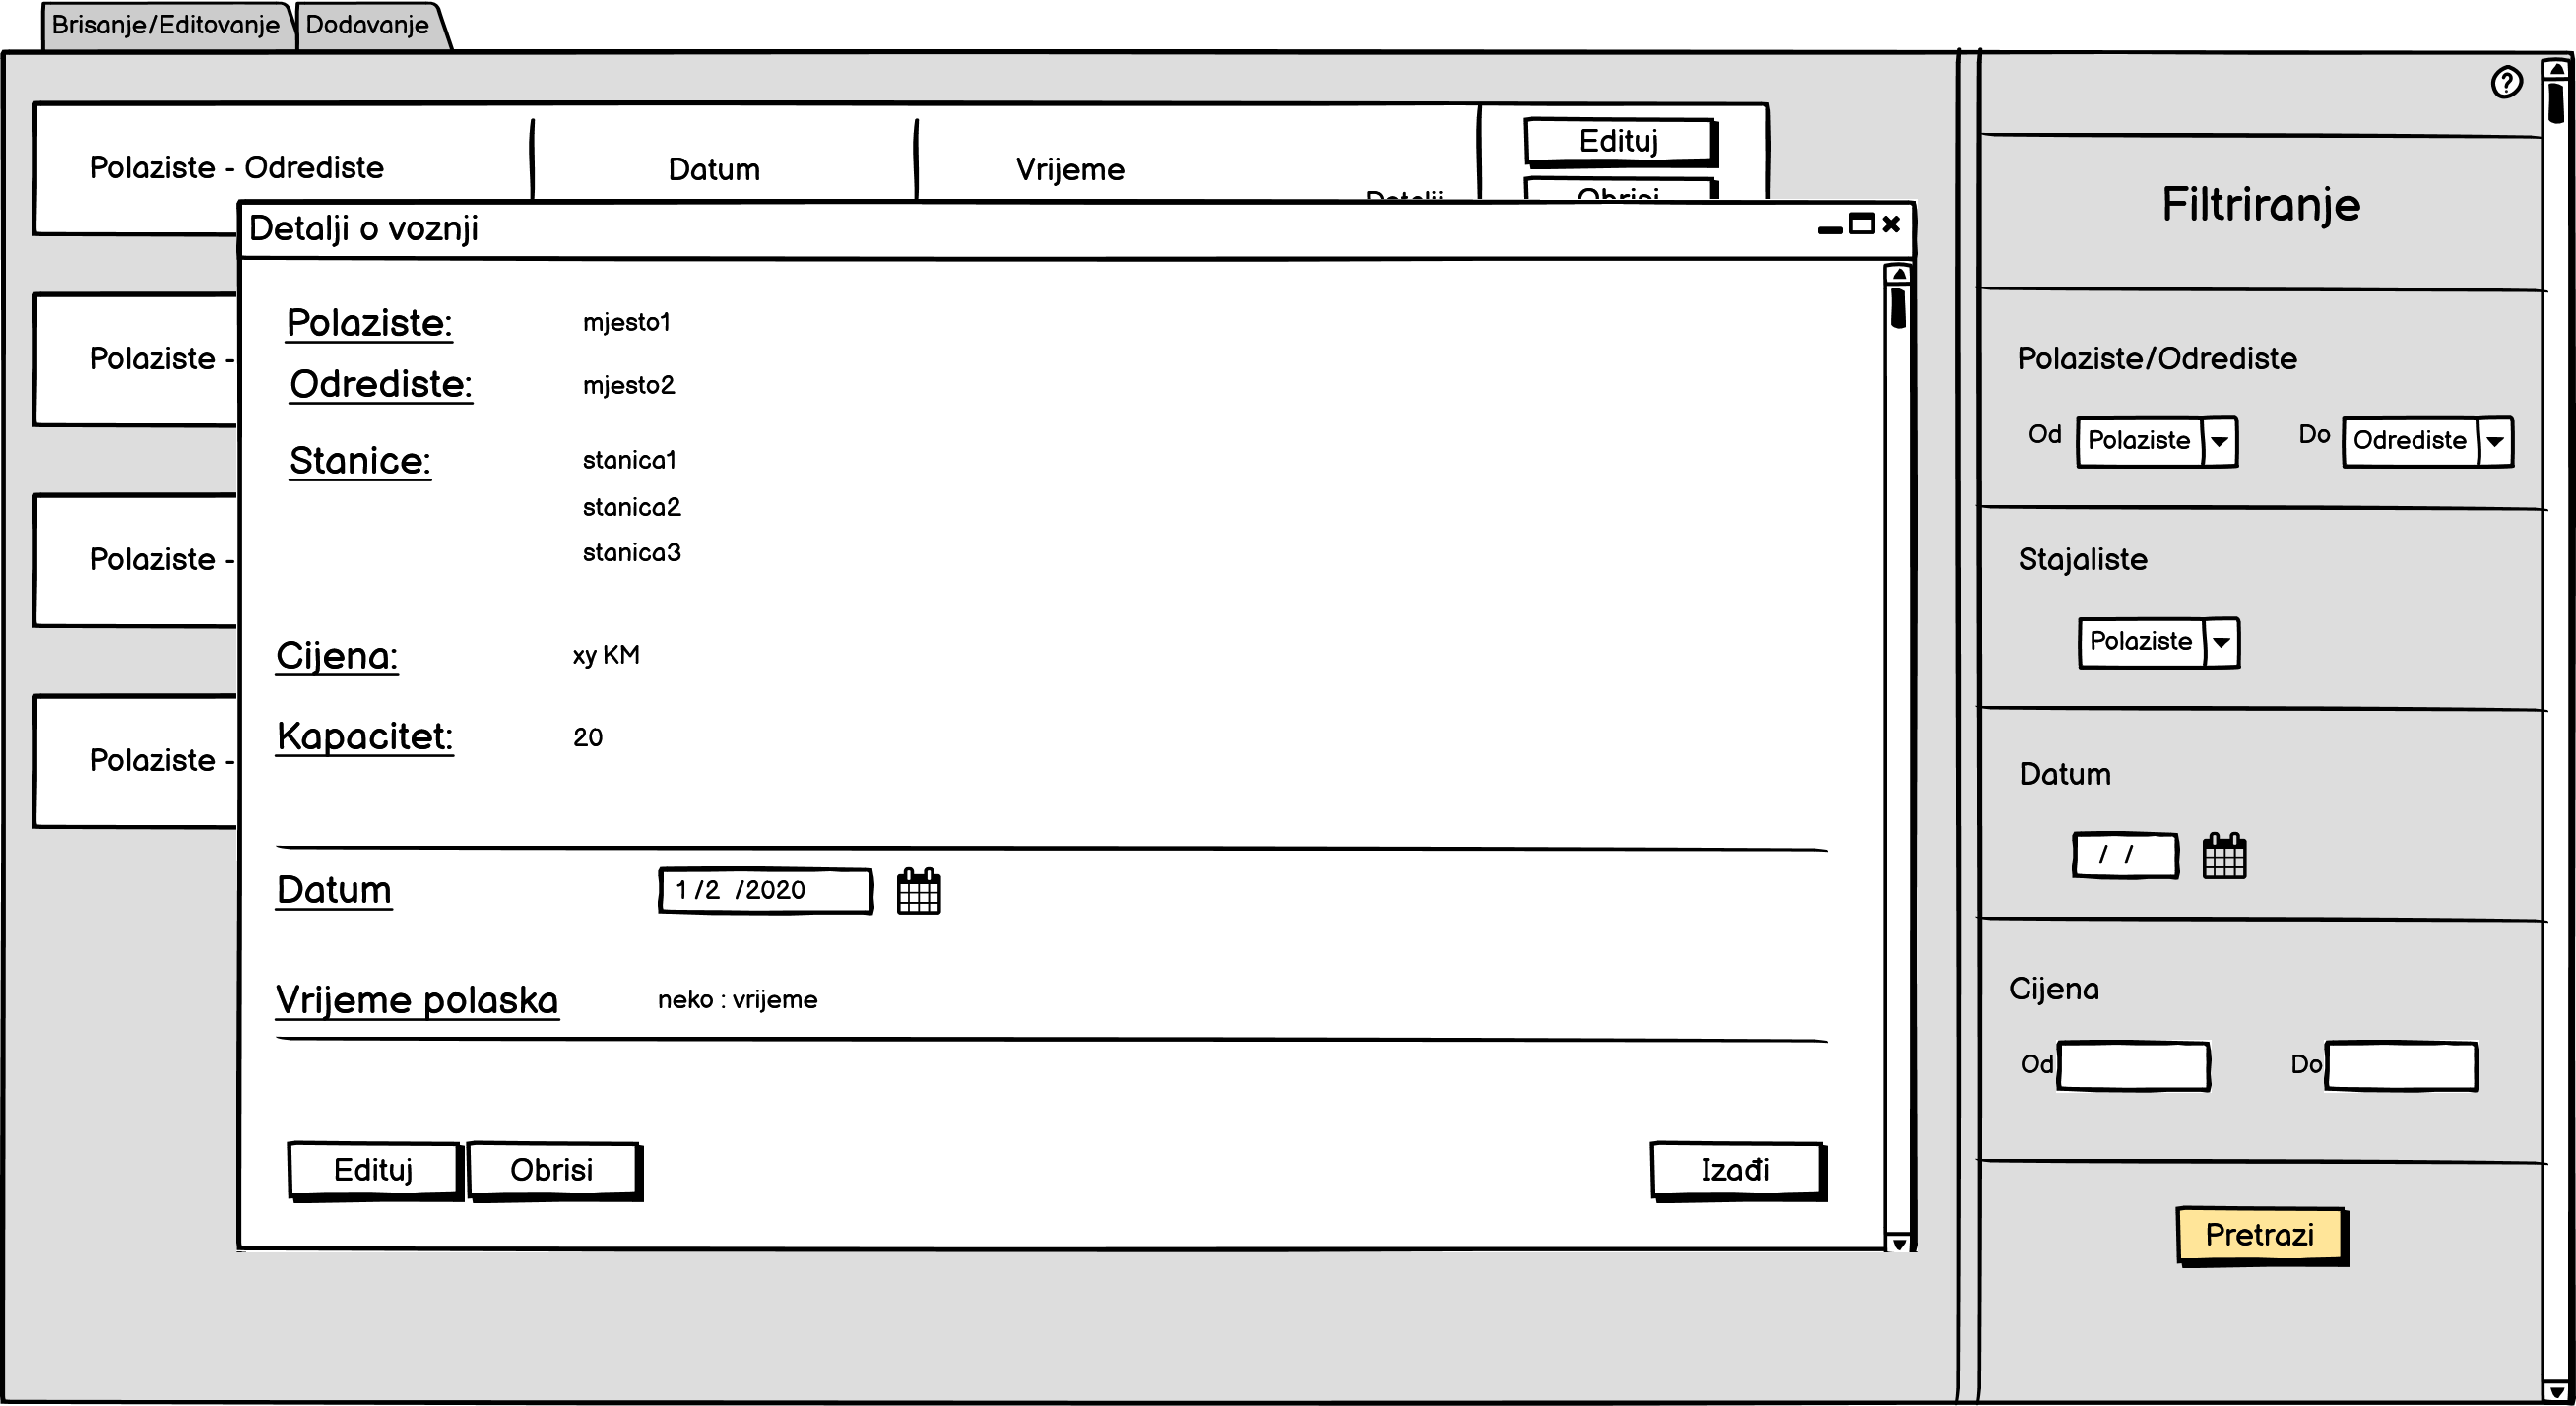 Brisanje/Editovanje
Dodavanje
Polaziste - Odrediste
Datum
Vrijeme
Detalji
Edituj
Obrisi
Polaziste -
Polaziste -
Polaziste -
Detalji o voznji
Polaziste: mjesto1
Odrediste: mjesto2
Stanice: stanica1
stanica2
stanica3
Cijena: xy KM
Kapacitet: 20
Datum 1 /2 /2020
Vrijeme polaska neko : vrijeme
Edituj
Obrisi
Izađi
?
Filtriranje
Polaziste/Odrediste
Od Polaziste Do Odrediste
Stajaliste
Polaziste
Datum
/ /
Cijena
Od Do
Pretrazi